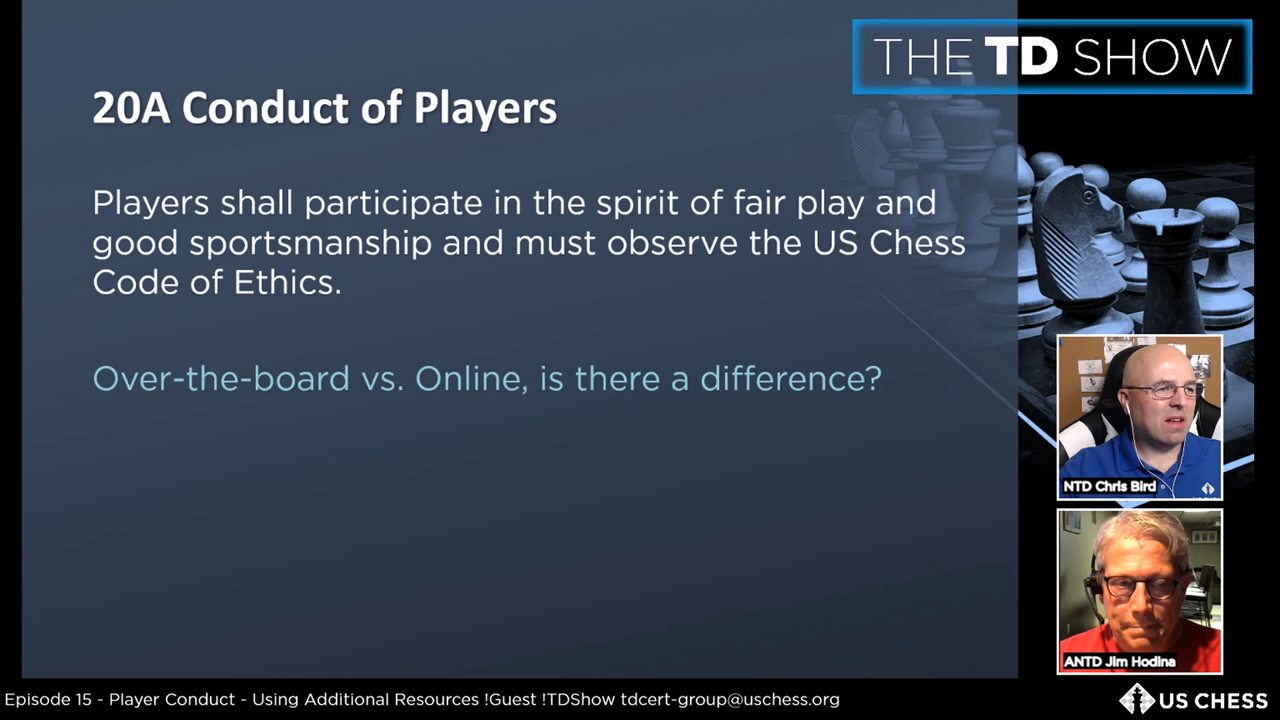 THE TD SHOW
20A Conduct of Players
Players shall participate in the spirit of fair play and
good sportsmanship and must observe the US Chess
Code of Ethics.
Over-the-board vs. Online, is there a difference?
NTD Chris Bird
ANTD Jim Hodina
Episode 15 - Player Conduct - Using Additional Resources !Guest !TDShow tdcert-group@uschess.org
US CHESS